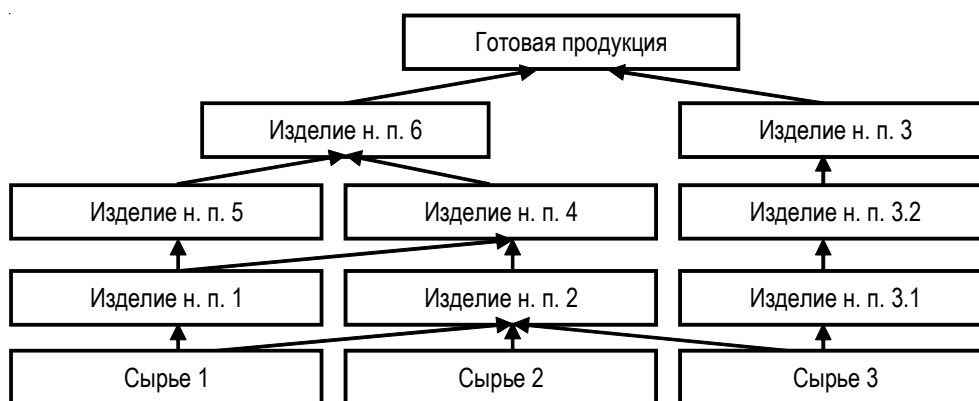 Готовая продукция
Изделие н. п. 6
Изделие н. п. 3
Изделие н. п. 5
Изделие н. п. 4
Изделие н. п. 3.2
Изделие н. п. 1
Изделие н. п. 2
Изделие н. п. 3.1
Сырье 1
Сырье 2
Сырье 3